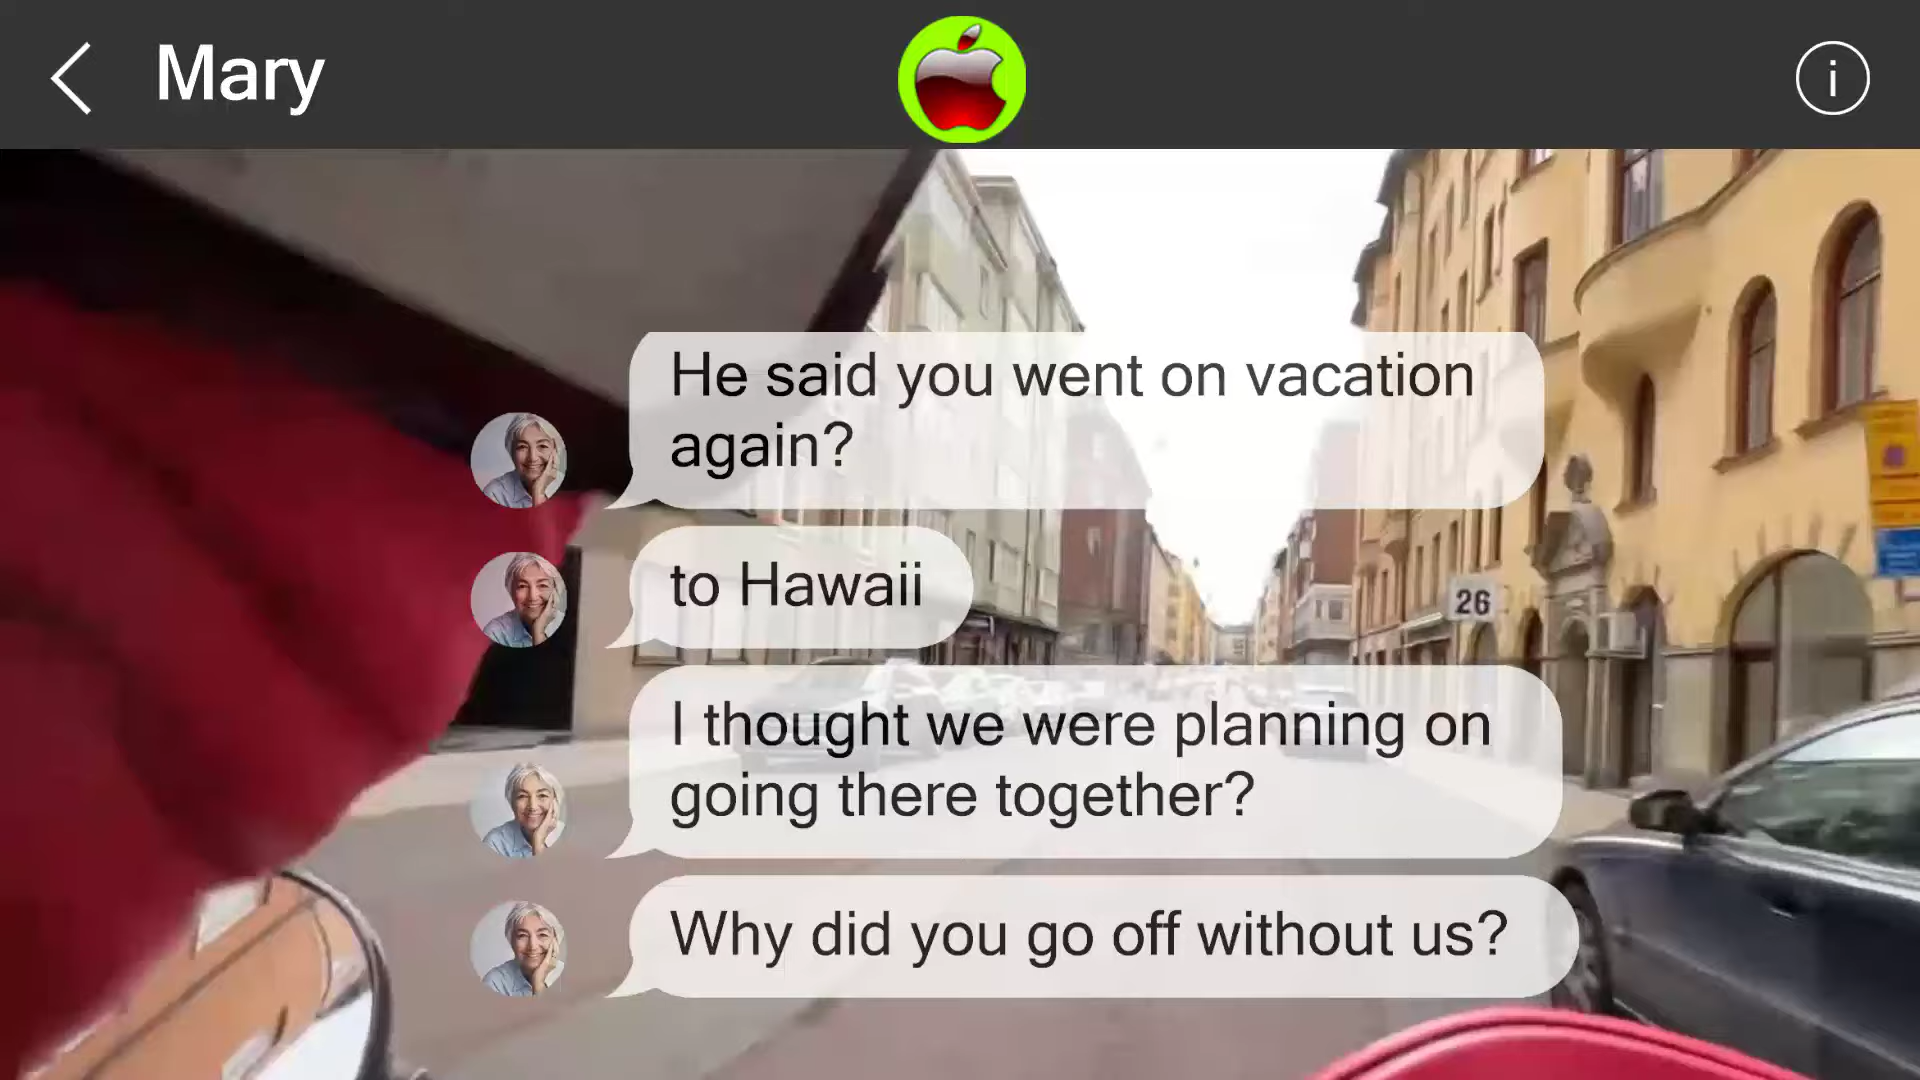 Mary
i
He said you went on vacation
again?
to Hawaii
26
I thought we were planning on
going there together?
Why did you go off without us?